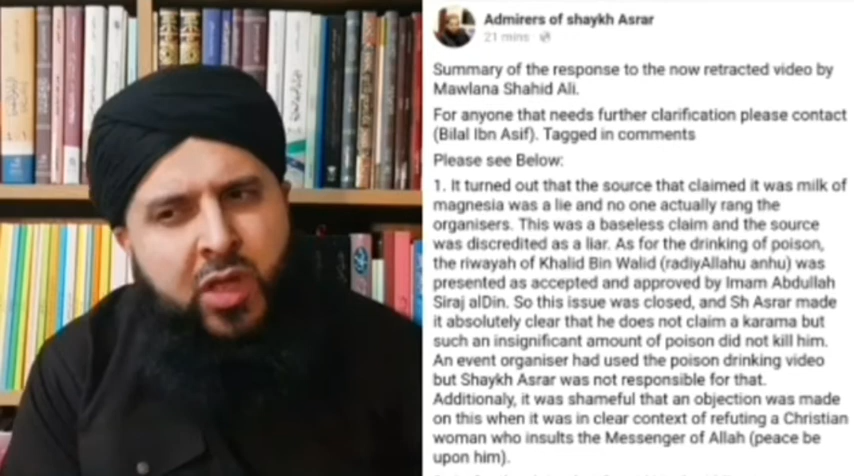 Admirers of shaykh Asrar
21 mins
Summary of the response to the now retracted video by
Mawlana Shahid Ali.
For anyone that needs further clarification please contact
(Bilal Ibn Asif). Tagged in comments
Please see Below:
1. It turned out that the source that claimed it was milk of
magnesia was a lie and no one actually rang the
organisers. This was a baseless claim and the source
was discredited as a liar. As for the drinking of poison,
the riwayah of Khalid Bin Walid (radiyAllahu anhu) was
presented as accepted and approved by Imam Abdullah
Siraj alDin. So this issue was closed, and Sh Asrar made
it absolutely clear that he does not claim a karama but
such an insignificant amount of poison did not kill him.
An event organiser had used the poison drinking video
but Shaykh Asrar was not responsible for that.
Additionaly, it was shameful that an objection was made
on this when it was in clear context of refuting a Christian
woman who insults the Messenger of Allah (peace be
upon him).